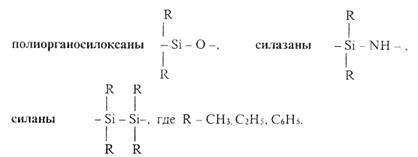 R R
| |
полиорганосилоксаны –Si–O–, силазаны –Si–NH–,
| |
R R
R R
| |
силаны –Si–Si–, где R – CH₃, C₂H₅, C₆H₅.
| |
R R